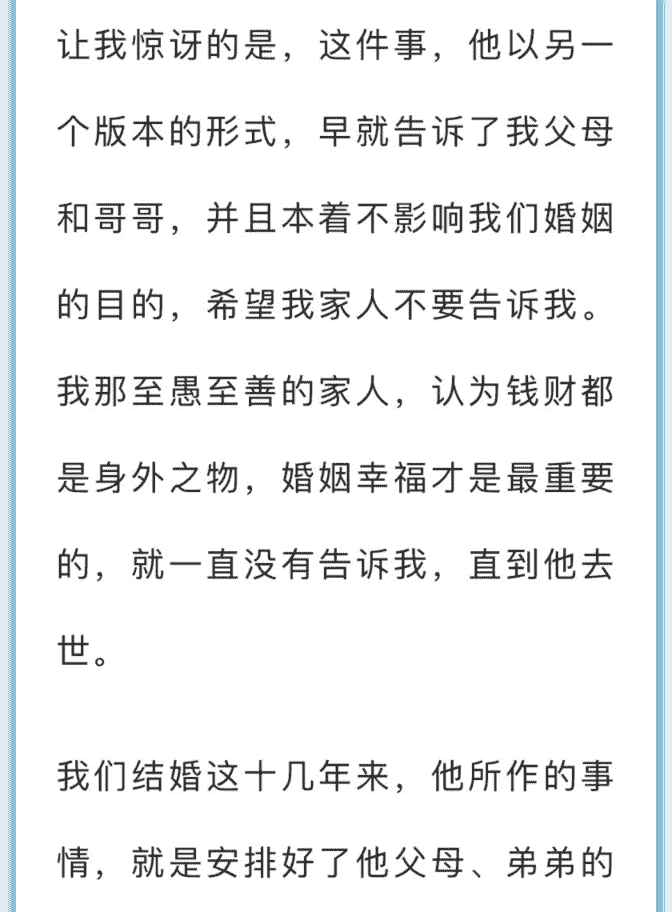 让我惊讶的是，这件事，他以另一
个版本的形式，早就告诉了我父母
和哥哥，并且本着不影响我们婚姻
的目的，希望我家人不要告诉我。
我那至愚至善的家人，认为钱财都
是身外之物，婚姻幸福才是最重要
的，就一直没有告诉我，直到他去
世。
我们结婚这十几年来，他所作的事
情，就是安排好了他父母、弟弟的